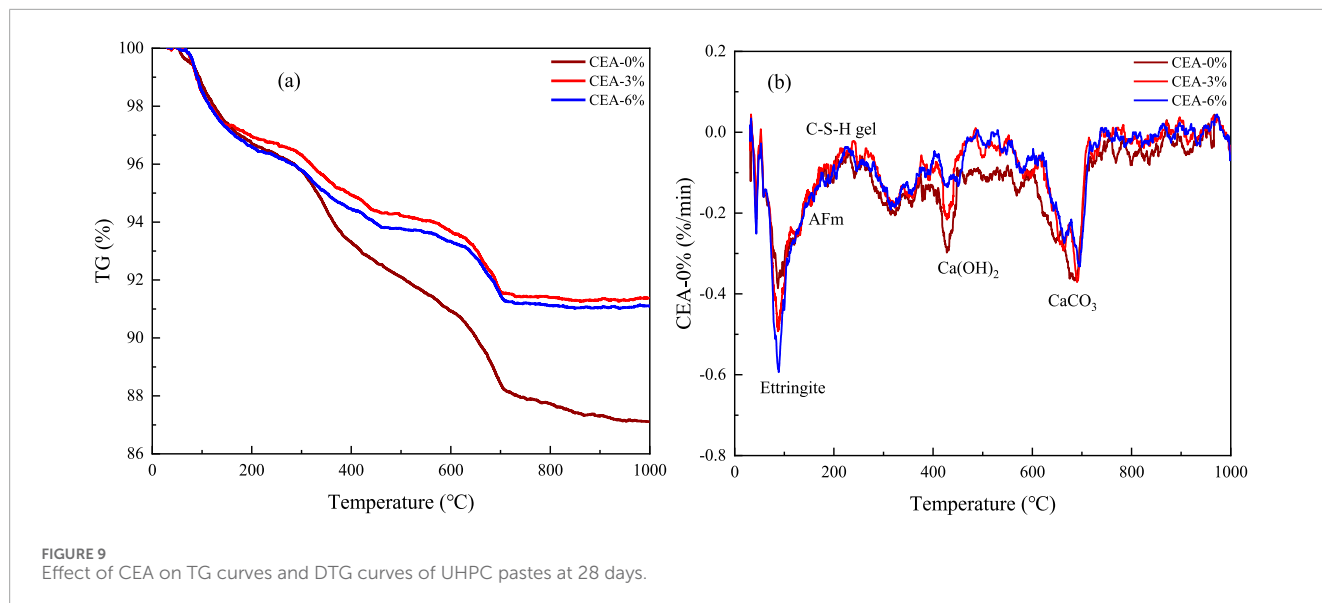 (a)
CEA-0%
CEA-3%
CEA-6%
100
98
96
94
92
90
88
86
TG (%)
0
200
400
600
800
1000
Temperature (℃)
(b)
CEA-0%
CEA-3%
CEA-6%
0.2
0.0
-0.2
-0.4
-0.6
-0.8
CEA-0% (%/min)
C-S-H gel
AFm
Ca(OH)₂
CaCO₃
Ettringite
0
200
400
600
800
1000
Temperature (℃)
FIGURE 9
Effect of CEA on TG curves and DTG curves of UHPC pastes at 28 days.